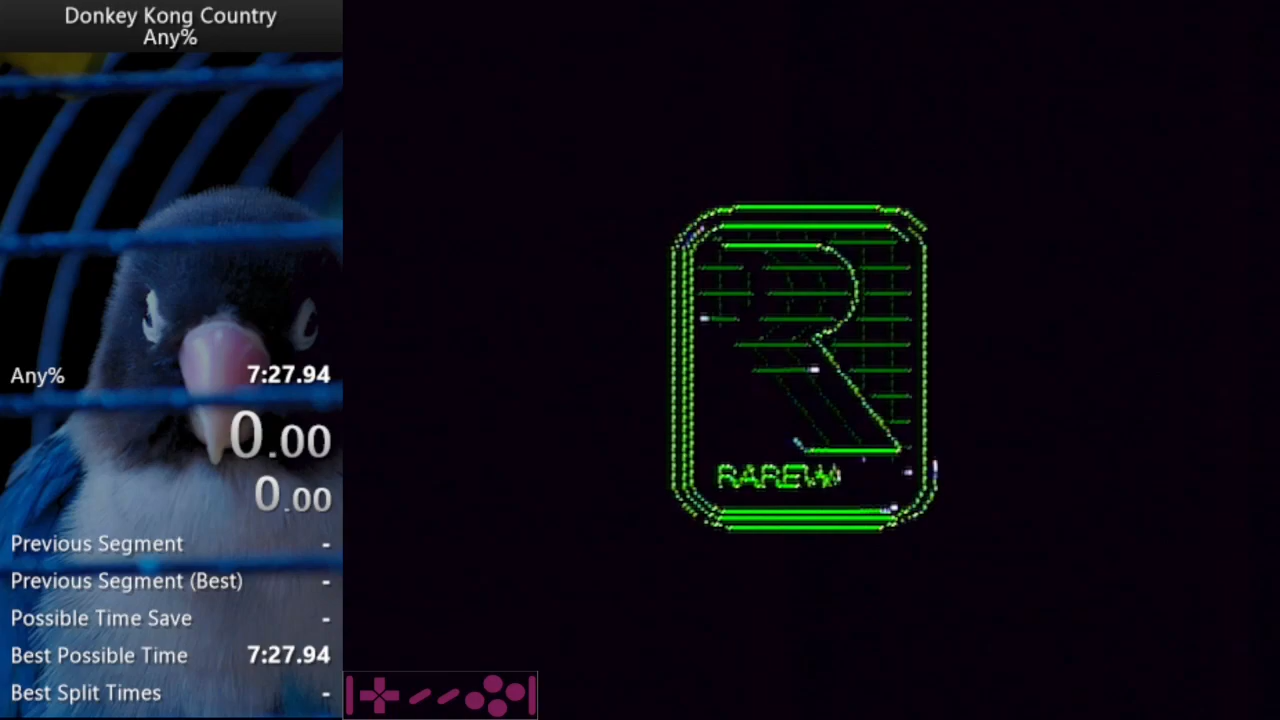 Donkey Kong Country
Any%
Any% 7:27.94
0.00
0.00
Previous Segment -
Previous Segment (Best) -
Possible Time Save -
Best Possible Time 7:27.94
Best Split Times -
R
RAREW